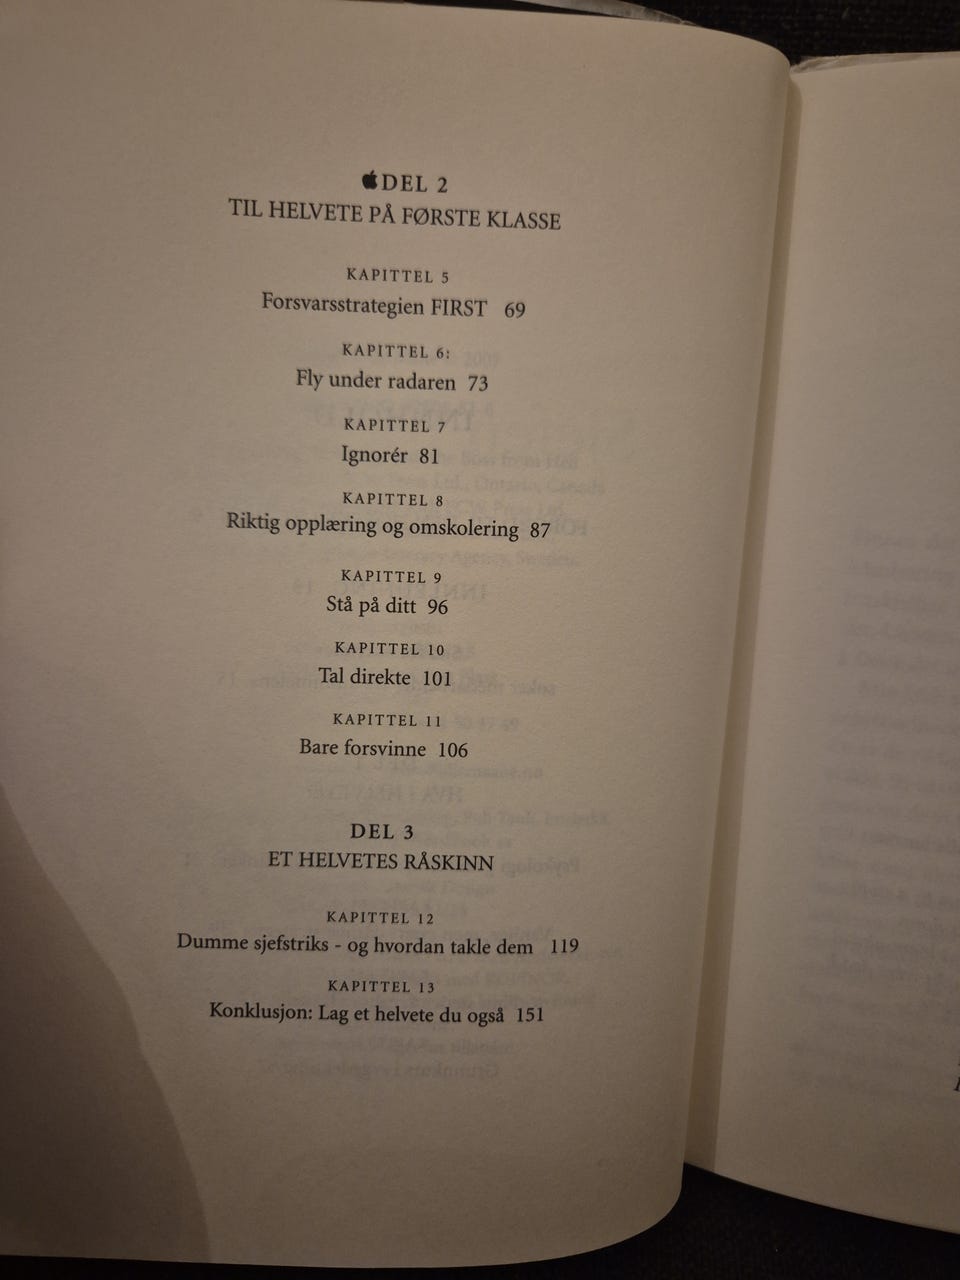 DEL 2
TIL HELVETE PÅ FØRSTE KLASSE
KAPITTEL 5
Forsvarsstrategien FIRST 69
KAPITTEL 6:
Fly under radaren 73
KAPITTEL 7
Ignorér 81
KAPITTEL 8
Riktig opplæring og omskolering 87
KAPITTEL 9
Stå på ditt 96
KAPITTEL 10
Tal direkte 101
KAPITTEL 11
Bare forsvinne 106
DEL 3
ET HELVETES RÅSKINN
KAPITTEL 12
Dumme sjefstriks - og hvordan takle dem 119
KAPITTEL 13
Konklusjon: Lag et helvete du også 151